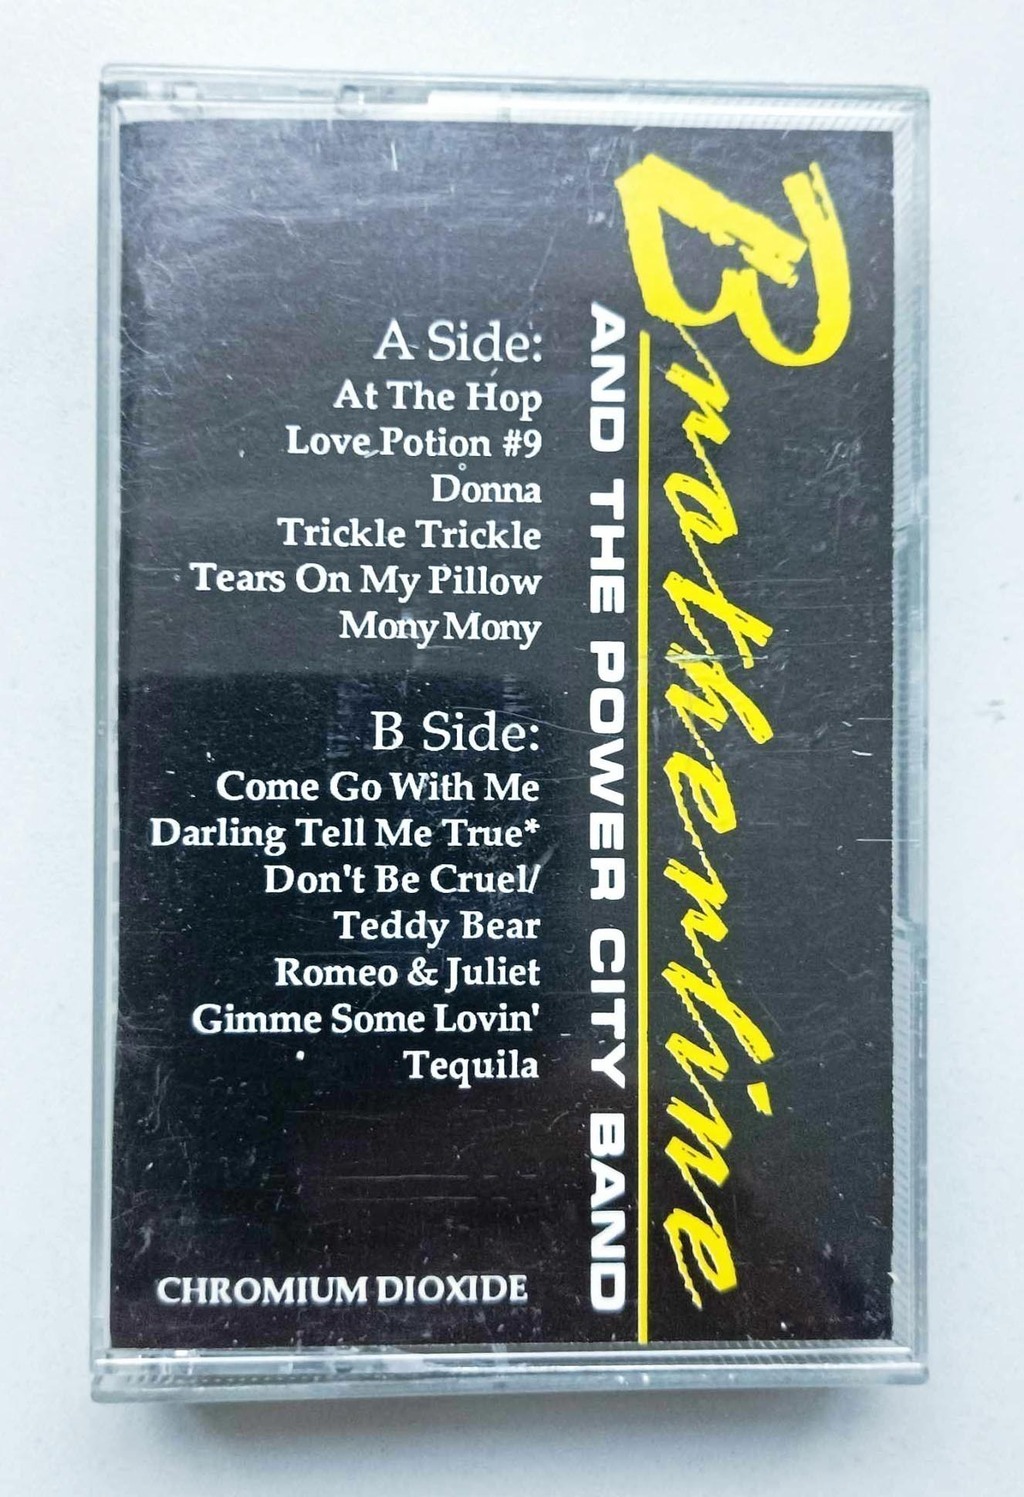 Brotherline
AND THE POWER CITY BAND
A Side:
At The Hop
Love Potion #9
Donna
Trickle Trickle
Tears On My Pillow
Mony Mony
B Side:
Come Go With Me
Darling Tell Me True*
Don't Be Cruel/
Teddy Bear
Romeo & Juliet
Gimme Some Lovin'
Tequila
CHROMIUM DIOXIDE